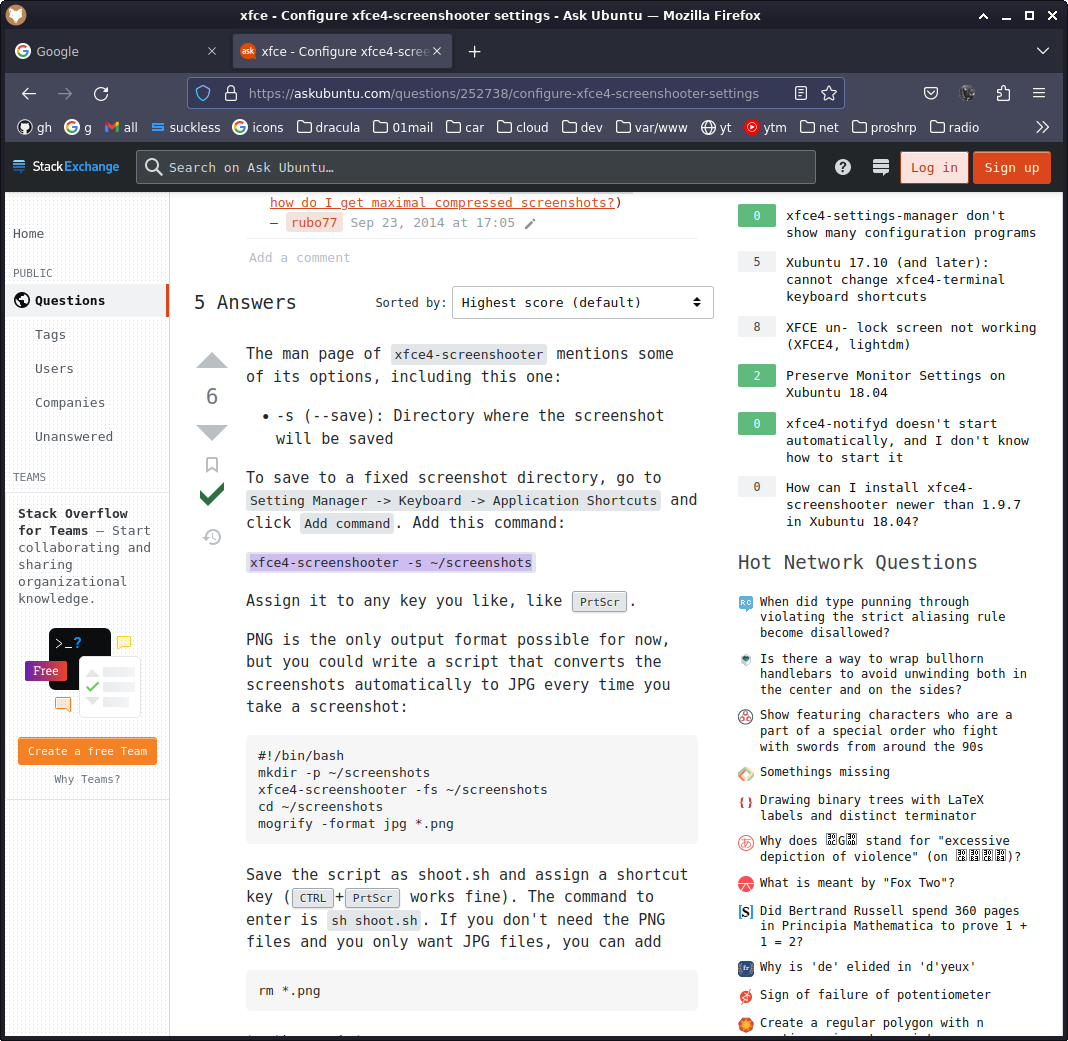 xfce - Configure xfce4-screenshooter settings - Ask Ubuntu — Mozilla Firefox
Google
xfce - Configure xfce4-scree
https://askubuntu.com/questions/252738/configure-xfce4-screenshooter-settings
gh
g
all
suckless
icons
dracula
01mail
car
cloud
dev
var/www
yt
ytm
net
proshrp
radio
StackExchange
Search on Ask Ubuntu…
Log in
Sign up
Home
PUBLIC
Questions
Tags
Users
Companies
Unanswered
TEAMS
Stack Overflow
for Teams – Start
collaborating and
sharing
organizational
knowledge.
>_?
Free
Create a free Team
Why Teams?
how do I get maximal compressed screenshots?)
– rubo77 Sep 23, 2014 at 17:05
Add a comment
5 Answers
Sorted by:
Highest score (default)
6
The man page of xfce4-screenshooter mentions some
of its options, including this one:
• -s (--save): Directory where the screenshot
will be saved
To save to a fixed screenshot directory, go to
Setting Manager -> Keyboard -> Application Shortcuts and
click Add command. Add this command:
xfce4-screenshooter -s ~/screenshots
Assign it to any key you like, like PrtScr.
PNG is the only output format possible for now,
but you could write a script that converts the
screenshots automatically to JPG every time you
take a screenshot:
#!/bin/bash
mkdir -p ~/screenshots
xfce4-screenshooter -fs ~/screenshots
cd ~/screenshots
mogrify -format jpg *.png
Save the script as shoot.sh and assign a shortcut
key (CTRL+PrtScr works fine). The command to
enter is sh shoot.sh. If you don't need the PNG
files and you only want JPG files, you can add
rm *.png
0
xfce4-settings-manager don't
show many configuration programs
5
Xubuntu 17.10 (and later):
cannot change xfce4-terminal
keyboard shortcuts
8
XFCE un- lock screen not working
(XFCE4, lightdm)
2
Preserve Monitor Settings on
Xubuntu 18.04
0
xfce4-notifyd doesn't start
automatically, and I don't know
how to start it
0
How can I install xfce4-
screenshooter newer than 1.9.7
in Xubuntu 18.04?
Hot Network Questions
When did type punning through
violating the strict aliasing rule
become disallowed?
Is there a way to wrap bullhorn
handlebars to avoid unwinding both in
the center and on the sides?
Show featuring characters who are a
part of a special order who fight
with swords from around the 90s
Somethings missing
Drawing binary trees with LaTeX
labels and distinct terminator
Why does G stand for "excessive
depiction of violence" (on )?
What is meant by "Fox Two"?
Did Bertrand Russell spend 360 pages
in Principia Mathematica to prove 1 +
1 = 2?
Why is 'de' elided in 'd'yeux'
Sign of failure of potentiometer
Create a regular polygon with n